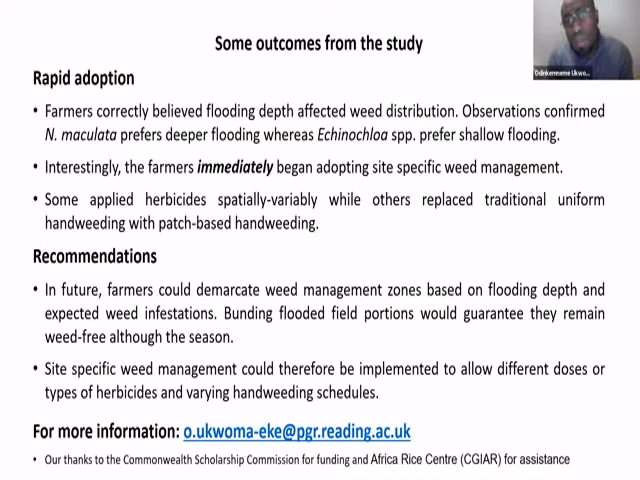 Some outcomes from the study
Odinkemneme Ukwo...
Rapid adoption
• Farmers correctly believed flooding depth affected weed distribution. Observations confirmed
N. maculata prefers deeper flooding whereas Echinochloa spp. prefer shallow flooding.
• Interestingly, the farmers immediately began adopting site specific weed management.
• Some applied herbicides spatially-variably while others replaced traditional uniform
handweeding with patch-based handweeding.
Recommendations
• In future, farmers could demarcate weed management zones based on flooding depth and
expected weed infestations. Bunding flooded field portions would guarantee they remain
weed-free although the season.
• Site specific weed management could therefore be implemented to allow different doses or
types of herbicides and varying handweeding schedules.
For more information: o.ukwoma-eke@pgr.reading.ac.uk
• Our thanks to the Commonwealth Scholarship Commission for funding and Africa Rice Centre (CGIAR) for assistance